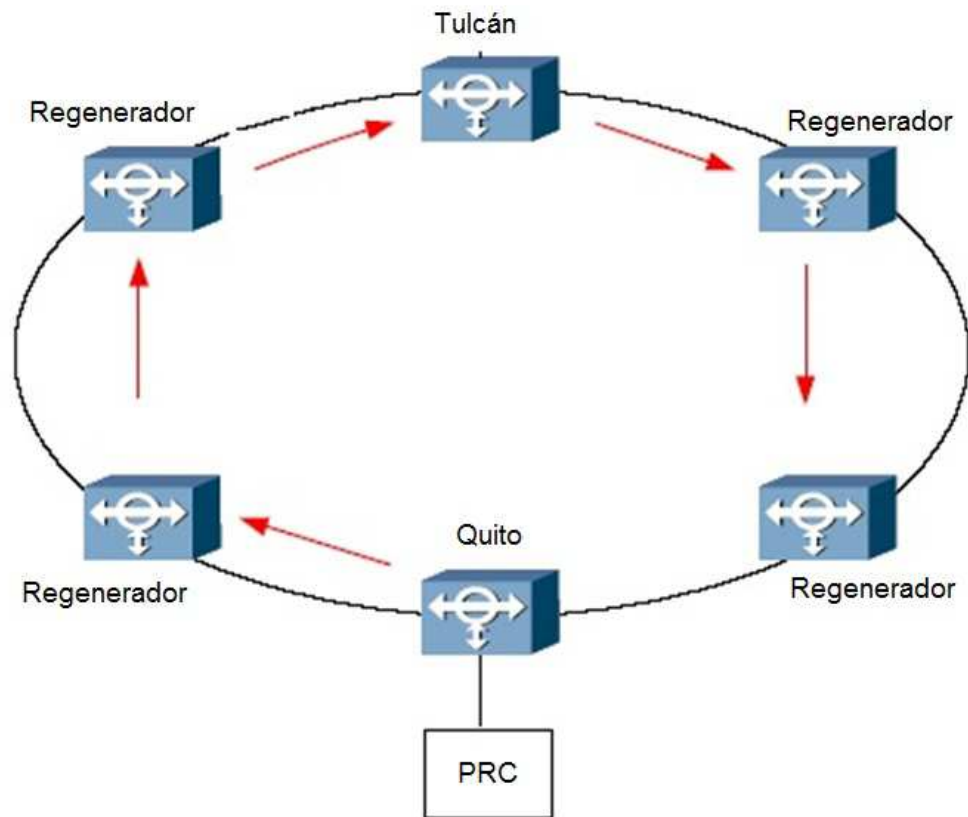 Tulcán
Regenerador
Regenerador
Quito
Regenerador
Regenerador
PRC